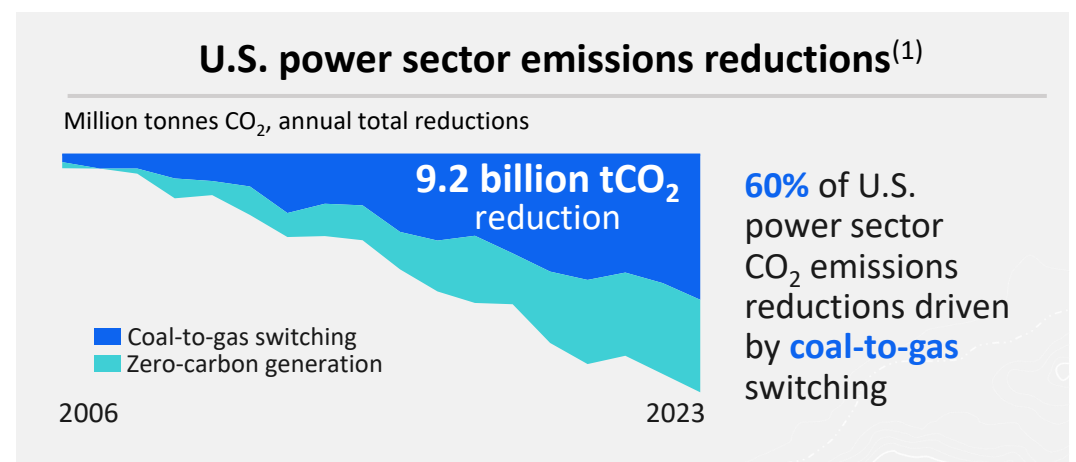 U.S. power sector emissions reductions(1)
Million tonnes CO2, annual total reductions
9.2 billion tCO2
reduction
60% of U.S.
power sector
CO2 emissions
reductions driven
by coal-to-gas
switching
Coal-to-gas switching
Zero-carbon generation
2006
2023